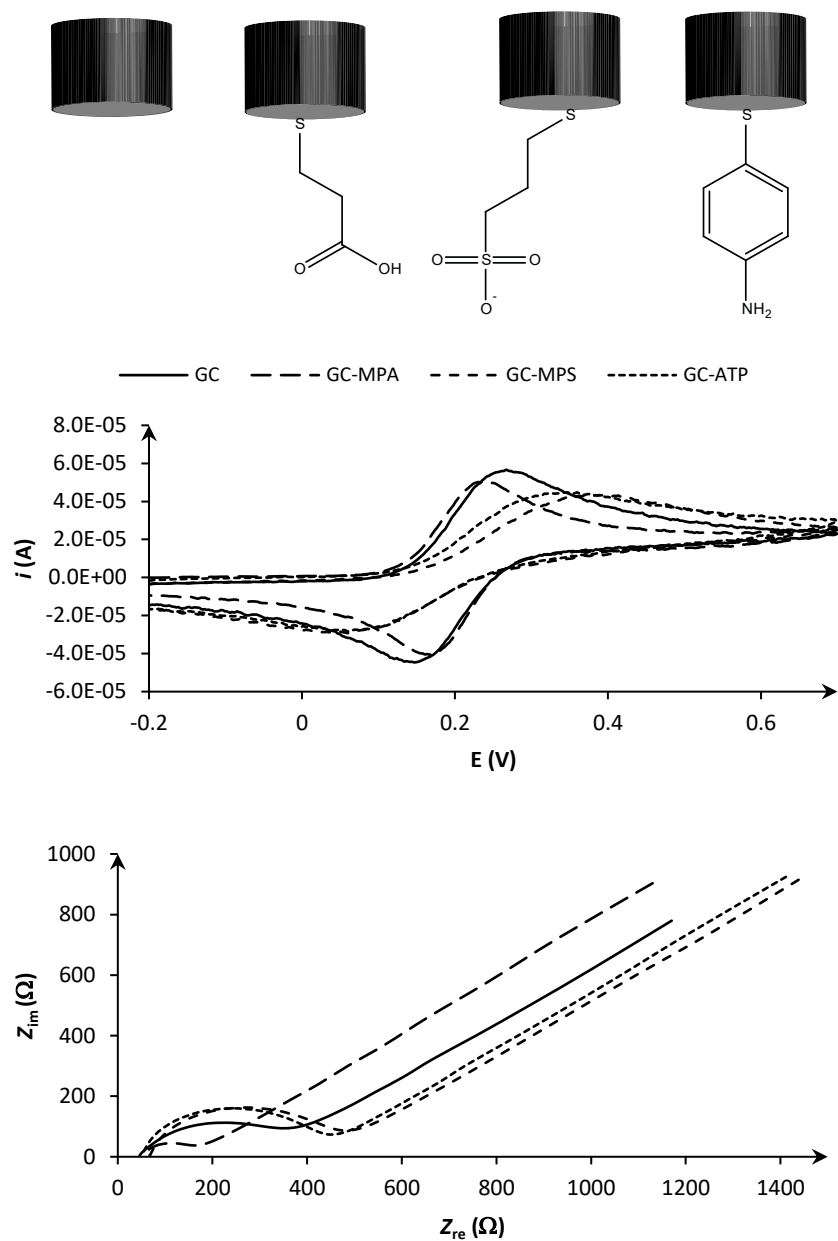 S S S S
O OH
O S O
O-
NH2
GC GC-MPA GC-MPS GC-ATP
8.0E-05
6.0E-05
4.0E-05
2.0E-05
0.0E+00
-2.0E-05
-4.0E-05
-6.0E-05
i (A)
-0.2 0 0.2 0.4 0.6
E (V)
1000
800
600
400
200
0
Zim (Ω)
0 200 400 600 800 1000 1200 1400
Zre (Ω)